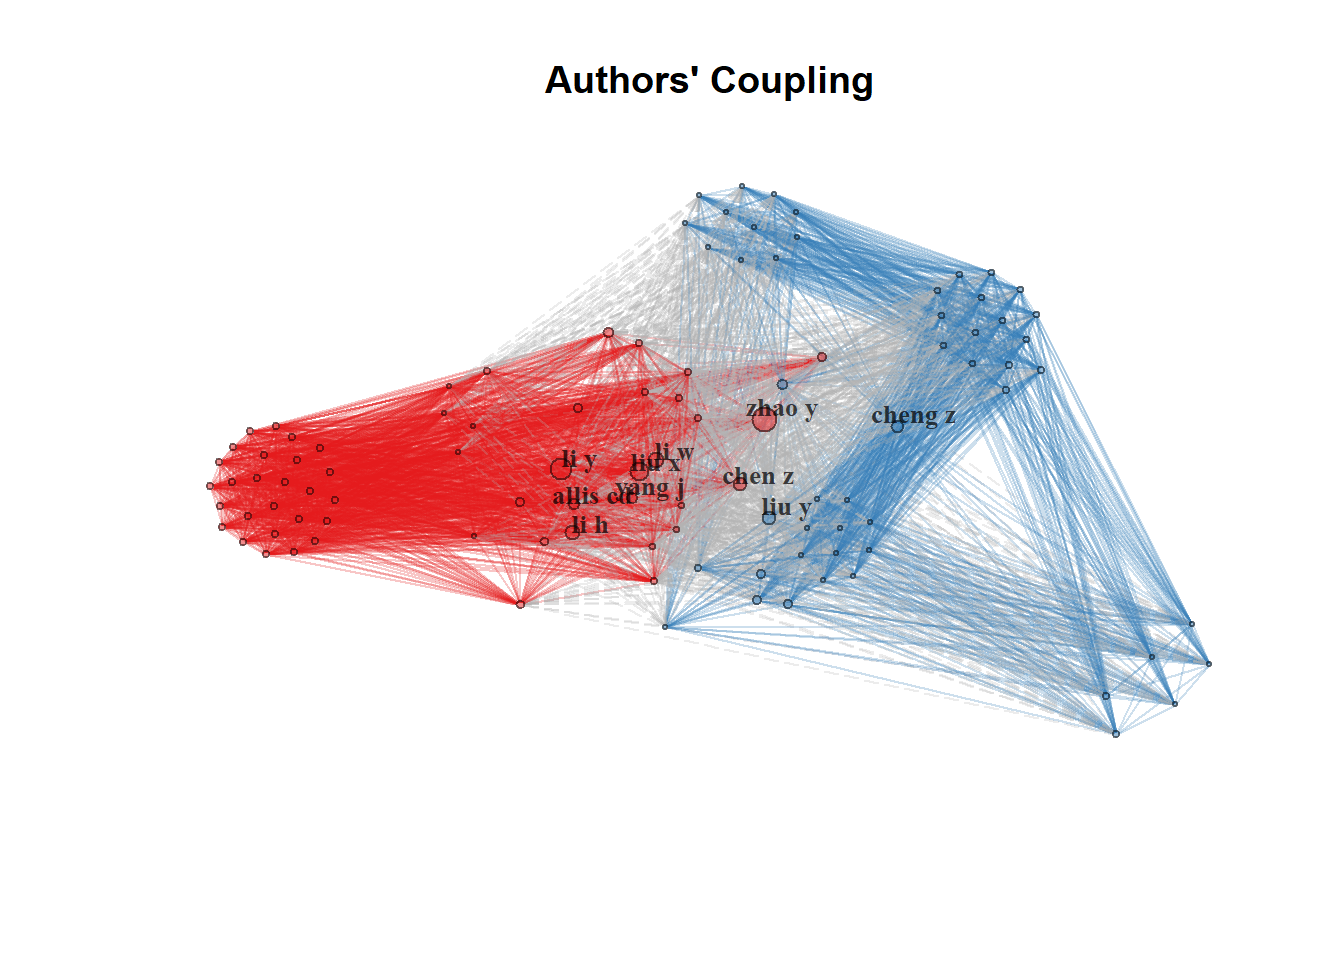 Authors' Coupling
zhao y
cheng z
li w
li y
liu x
chen z
yang j
allis cd
liu y
li h